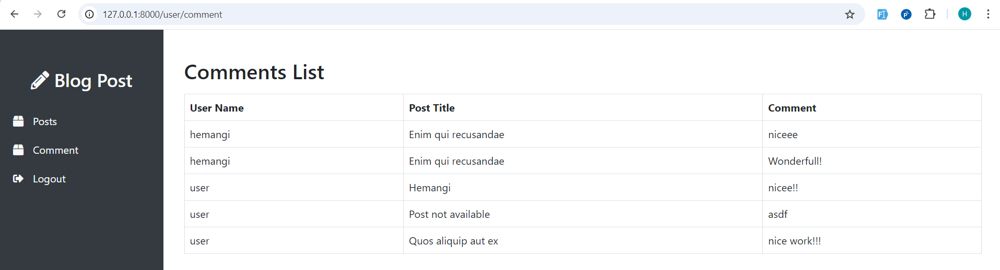 127.0.0.1:8000/user/comment
H
Blog Post
Posts
Comment
Logout
Comments List
User Name Post Title Comment
hemangi Enim qui recusandae niceee
hemangi Enim qui recusandae Wonderfull!
user Hemangi nicee!!
user Post not available asdf
user Quos aliquip aut ex nice work!!!